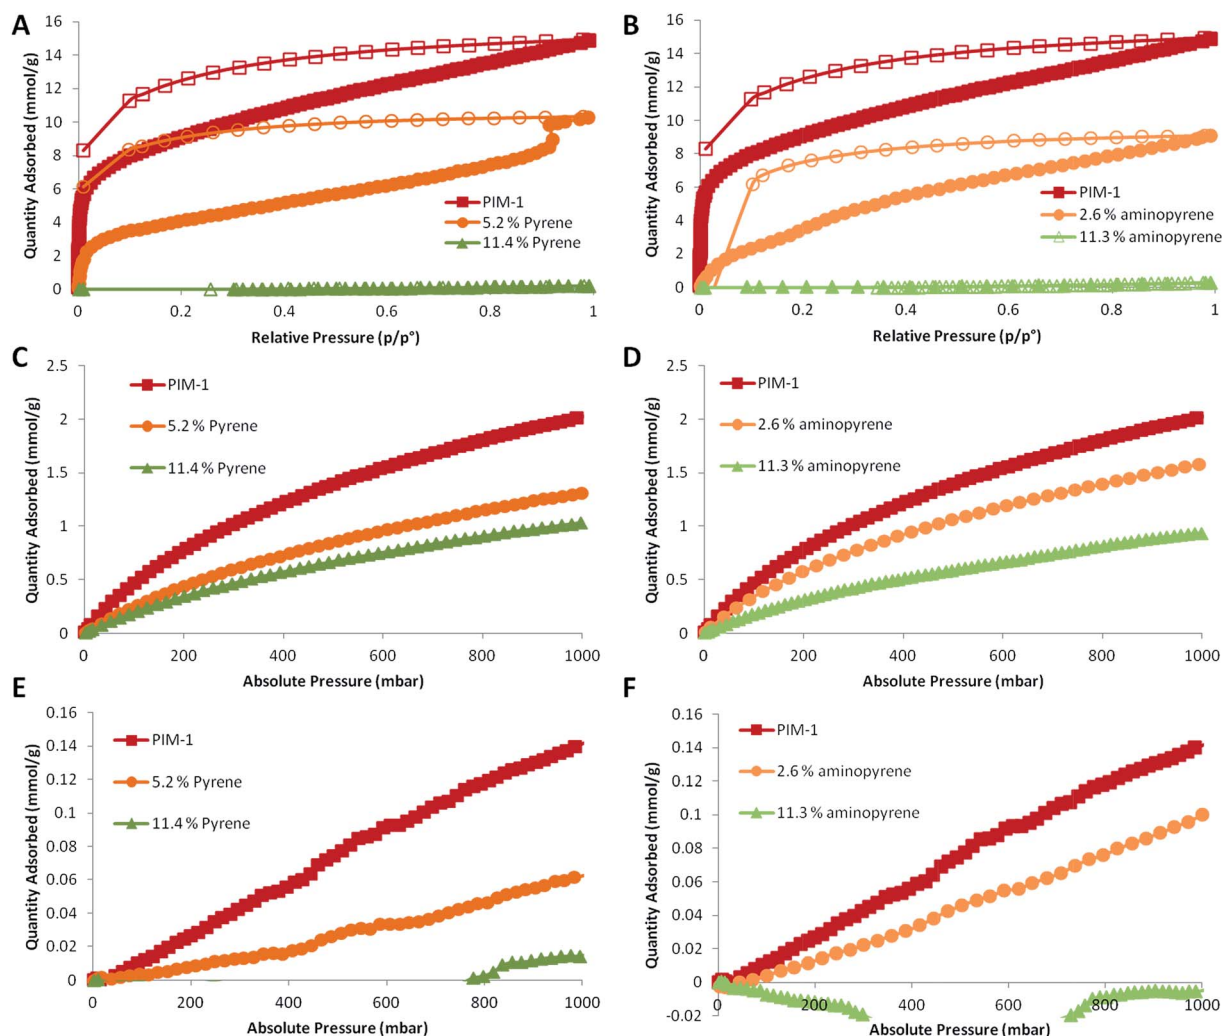 A
16
14
12
10
8
6
4
2
0
Quantity Adsorbed (mmol/g)
PIM-1
5.2 % Pyrene
11.4 % Pyrene
0 0.2 0.4 0.6 0.8 1
Relative Pressure (p/p°)
B
16
14
12
10
8
6
4
2
0
Quantity Adsorbed (mmol/g)
PIM-1
2.6 % aminopyrene
11.3 % aminopyrene
0 0.2 0.4 0.6 0.8 1
Relative Pressure (p/p°)
C
2.5
2
1.5
1
0.5
0
Quantity Adsorbed (mmol/g)
PIM-1
5.2 % Pyrene
11.4 % Pyrene
0 200 400 600 800 1000
Absolute Pressure (mbar)
D
2.5
2
1.5
1
0.5
0
Quantity Adsorbed (mmol/g)
PIM-1
2.6 % aminopyrene
11.3 % aminopyrene
0 200 400 600 800 1000
Absolute Pressure (mbar)
E
0.16
0.14
0.12
0.1
0.08
0.06
0.04
0.02
0
Quantity Adsorbed (mmol/g)
PIM-1
5.2 % Pyrene
11.4 % Pyrene
0 200 400 600 800 1000
Absolute Pressure (mbar)
F
0.16
0.14
0.12
0.1
0.08
0.06
0.04
0.02
0
-0.02
Quantity Adsorbed (mmol/g)
PIM-1
2.6 % aminopyrene
11.3 % aminopyrene
0 200 400 600 800 1000
Absolute Pressure (mbar)